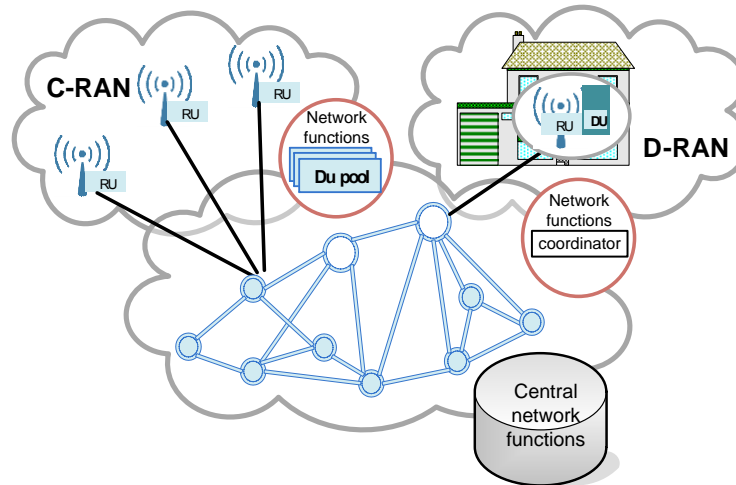 C-RAN
RU
RU
RU
Network
functions
Du pool
RU
DU
D-RAN
Network
functions
coordinator
Central
network
functions